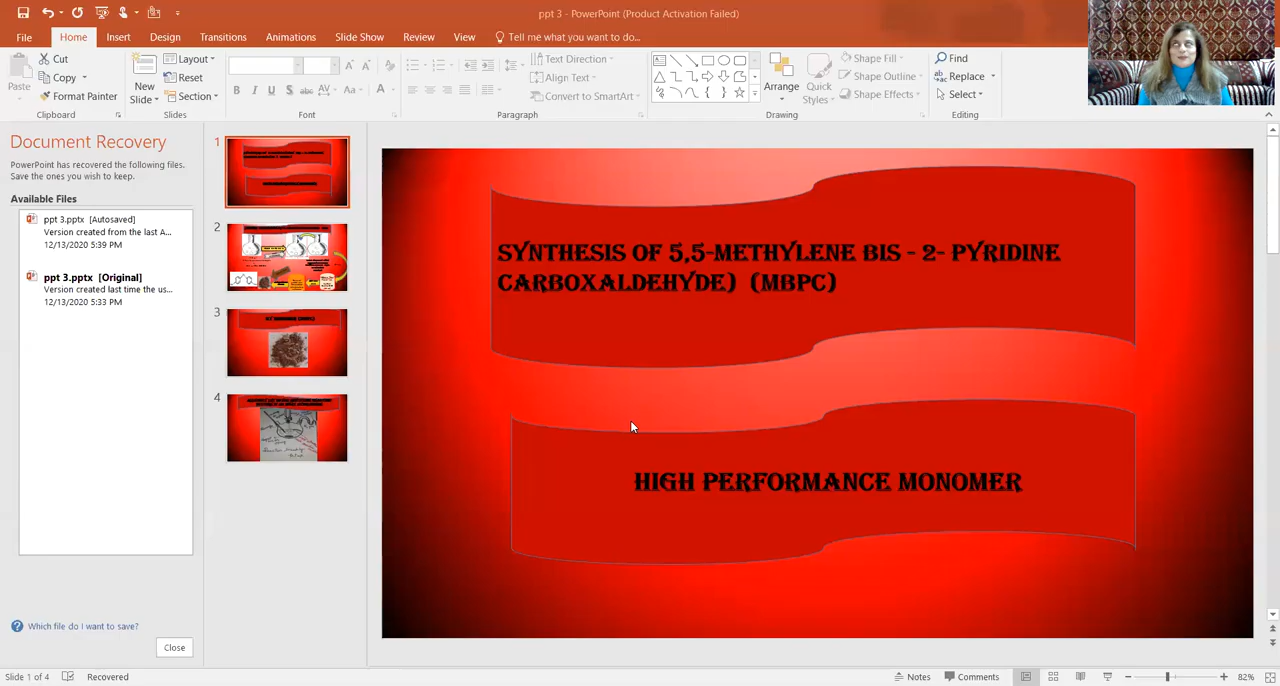 ppt 3 - PowerPoint (Product Activation Failed)
File Home Insert Design Transitions Animations Slide Show Review View Tell me what you want to do...
Paste
Cut
Copy
Format Painter
Clipboard
New Slide
Layout
Reset
Section
Slides
B I U S abc AV Aa A
Font
Text Direction
Align Text
Convert to SmartArt
Paragraph
Arrange
Quick Styles
Shape Fill
Shape Outline
Shape Effects
Drawing
Find
Replace
Select
Editing
Document Recovery
PowerPoint has recovered the following files.
Save the ones you wish to keep.
Available Files
ppt 3.pptx [Autosaved]
Version created from the last A...
12/13/2020 5:39 PM
ppt 3.pptx [Original]
Version created last time the us...
12/13/2020 5:33 PM
Which file do I want to save?
Close
1
2
3
4
SYNTHESIS OF 5,5-METHYLENE BIS - 2- PYRIDINE
CARBOXALDEHYDE) (MBPC)
HIGH PERFORMANCE MONOMER
Slide 1 of 4 Recovered Notes Comments 82%